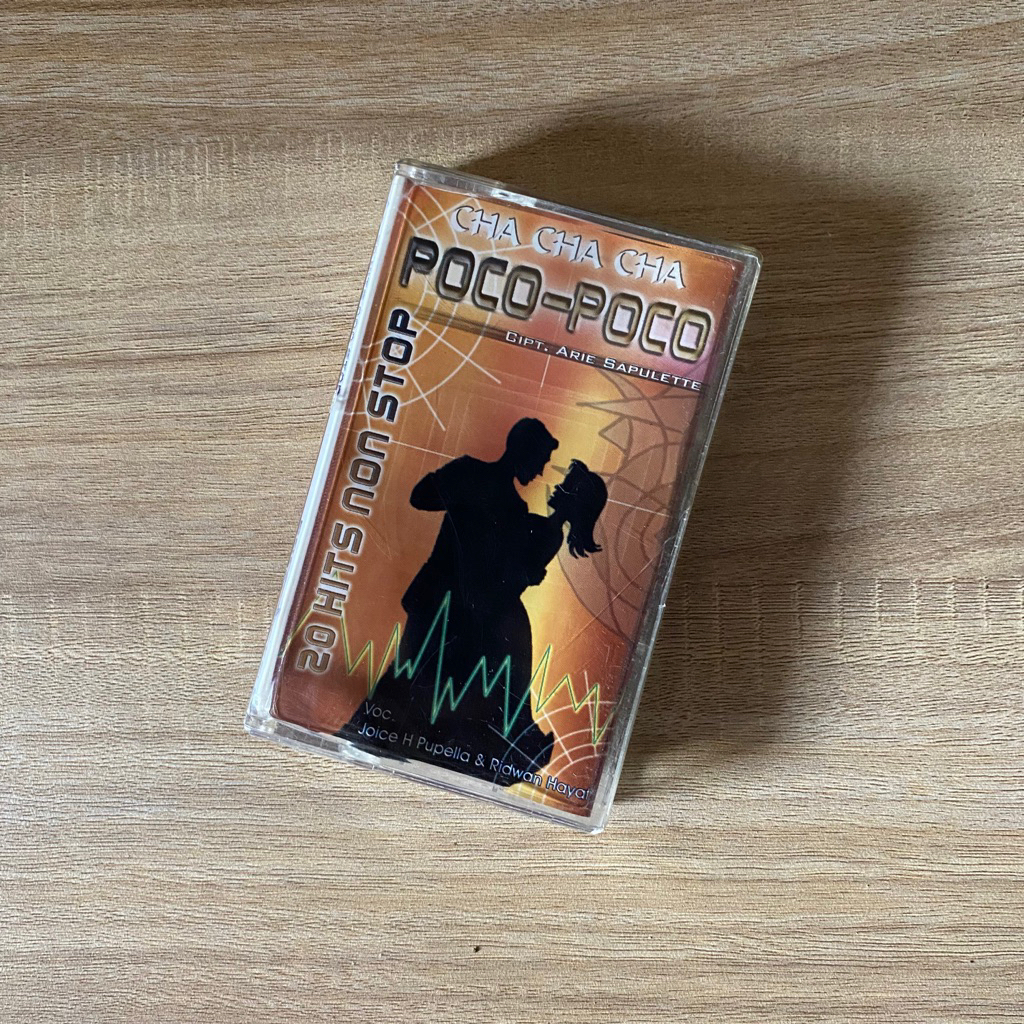 CHA CHA CHA
POCO-POCO
CIPT. ARIE SAPULETTE
20 HITS NON STOP
Voc.
Joice H Pupella & Ridwan Hayat